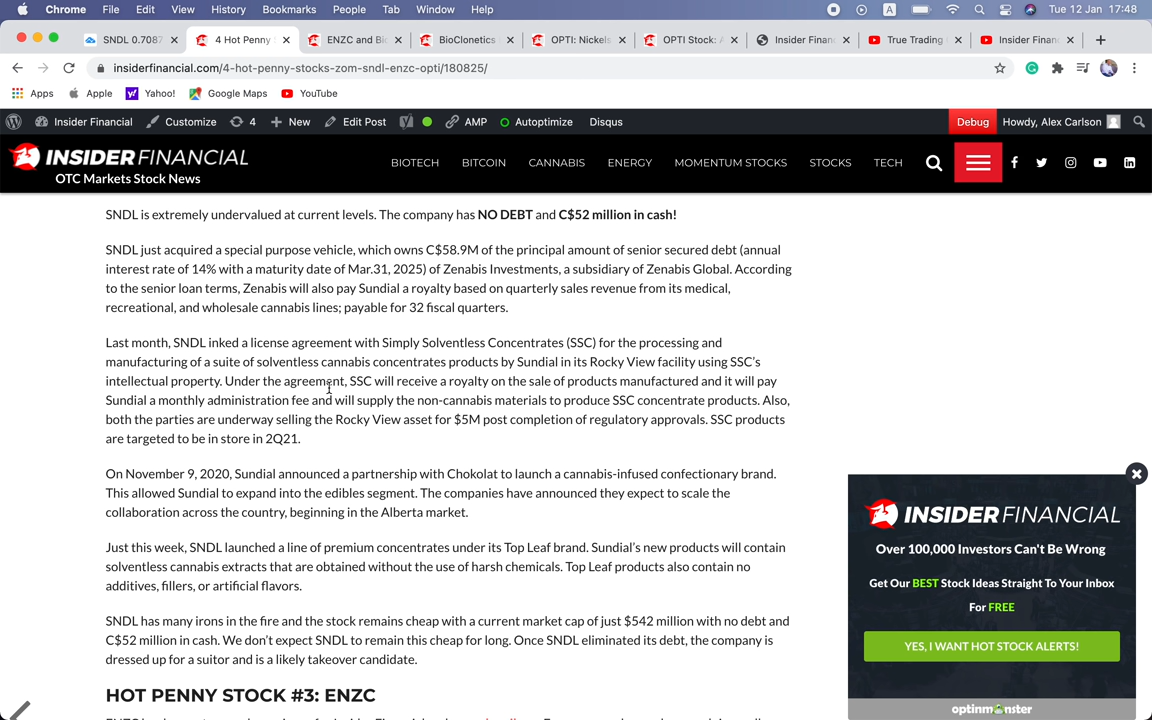 Chrome File Edit View History Bookmarks People Tab Window Help A Tue 12 Jan 17:48
SNDL 0.7087 4 Hot Penny ENZC and Bi BioClonetics OPTI: Nickels OPTI Stock: A Insider Finan True Trading Insider Finan
insiderfinancial.com/4-hot-penny-stocks-zom-sndl-enzc-opti/180825/
Apps Apple Yahoo! Google Maps YouTube
Insider Financial Customize 4 New Edit Post AMP Autoptimize Disqus Debug Howdy, Alex Carlson
INSIDERFINANCIAL
OTC Markets Stock News
BIOTECH BITCOIN CANNABIS ENERGY MOMENTUM STOCKS STOCKS TECH
SNDL is extremely undervalued at current levels. The company has NO DEBT and C$52 million in cash!
SNDL just acquired a special purpose vehicle, which owns C$58.9M of the principal amount of senior secured debt (annual
interest rate of 14% with a maturity date of Mar.31, 2025) of Zenabis Investments, a subsidiary of Zenabis Global. According
to the senior loan terms, Zenabis will also pay Sundial a royalty based on quarterly sales revenue from its medical,
recreational, and wholesale cannabis lines; payable for 32 fiscal quarters.
Last month, SNDL inked a license agreement with Simply Solventless Concentrates (SSC) for the processing and
manufacturing of a suite of solventless cannabis concentrates products by Sundial in its Rocky View facility using SSC's
intellectual property. Under the agreement, SSC will receive a royalty on the sale of products manufactured and it will pay
Sundial a monthly administration fee and will supply the non-cannabis materials to produce SSC concentrate products. Also,
both the parties are underway selling the Rocky View asset for $5M post completion of regulatory approvals. SSC products
are targeted to be in store in 2Q21.
On November 9, 2020, Sundial announced a partnership with Chokolat to launch a cannabis-infused confectionary brand.
This allowed Sundial to expand into the edibles segment. The companies have announced they expect to scale the
collaboration across the country, beginning in the Alberta market.
Just this week, SNDL launched a line of premium concentrates under its Top Leaf brand. Sundial's new products will contain
solventless cannabis extracts that are obtained without the use of harsh chemicals. Top Leaf products also contain no
additives, fillers, or artificial flavors.
SNDL has many irons in the fire and the stock remains cheap with a current market cap of just $542 million with no debt and
C$52 million in cash. We don't expect SNDL to remain this cheap for long. Once SNDL eliminated its debt, the company is
dressed up for a suitor and is a likely takeover candidate.
HOT PENNY STOCK #3: ENZC
INSIDERFINANCIAL
Over 100,000 Investors Can't Be Wrong
Get Our BEST Stock Ideas Straight To Your Inbox
For FREE
YES, I WANT HOT STOCK ALERTS!
optinmonster